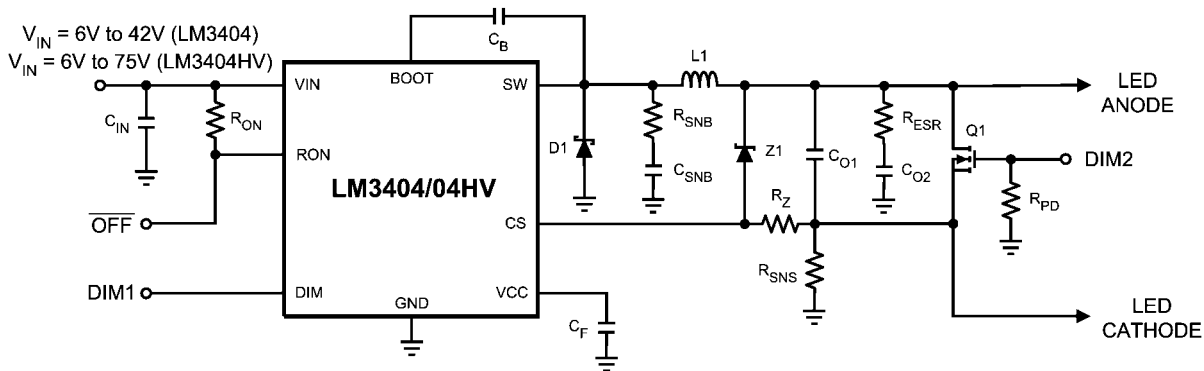 V_IN = 6V to 42V (LM3404)
V_IN = 6V to 75V (LM3404HV)
C_B
BOOT
L1
VIN
SW
LED
ANODE
C_IN
R_ON
R_SNB
R_ESR
Q1
D1
Z1
C_O1
DIM2
RON
C_SNB
C_O2
LM3404/04HV
R_PD
R_Z
O̅F̅F̅
CS
R_SNS
DIM1
DIM
VCC
GND
C_F
LED
CATHODE